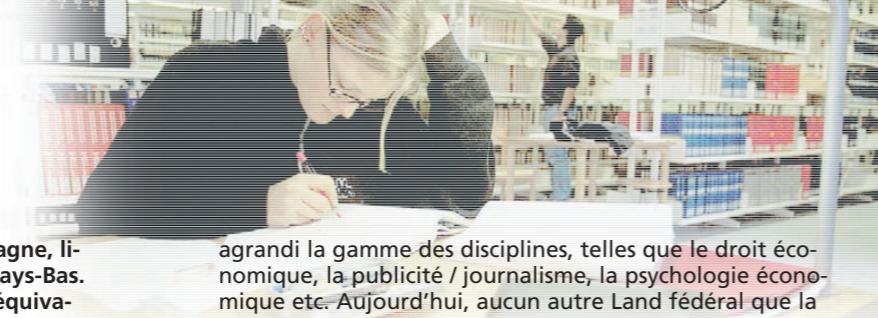 agne, li-
ays-Bas.
équiva-
agrandi la gamme des disciplines, telles que le droit éco-
nomique, la publicité / journalisme, la psychologie écono-
mique etc. Aujourd’hui, aucun autre Land fédéral que la